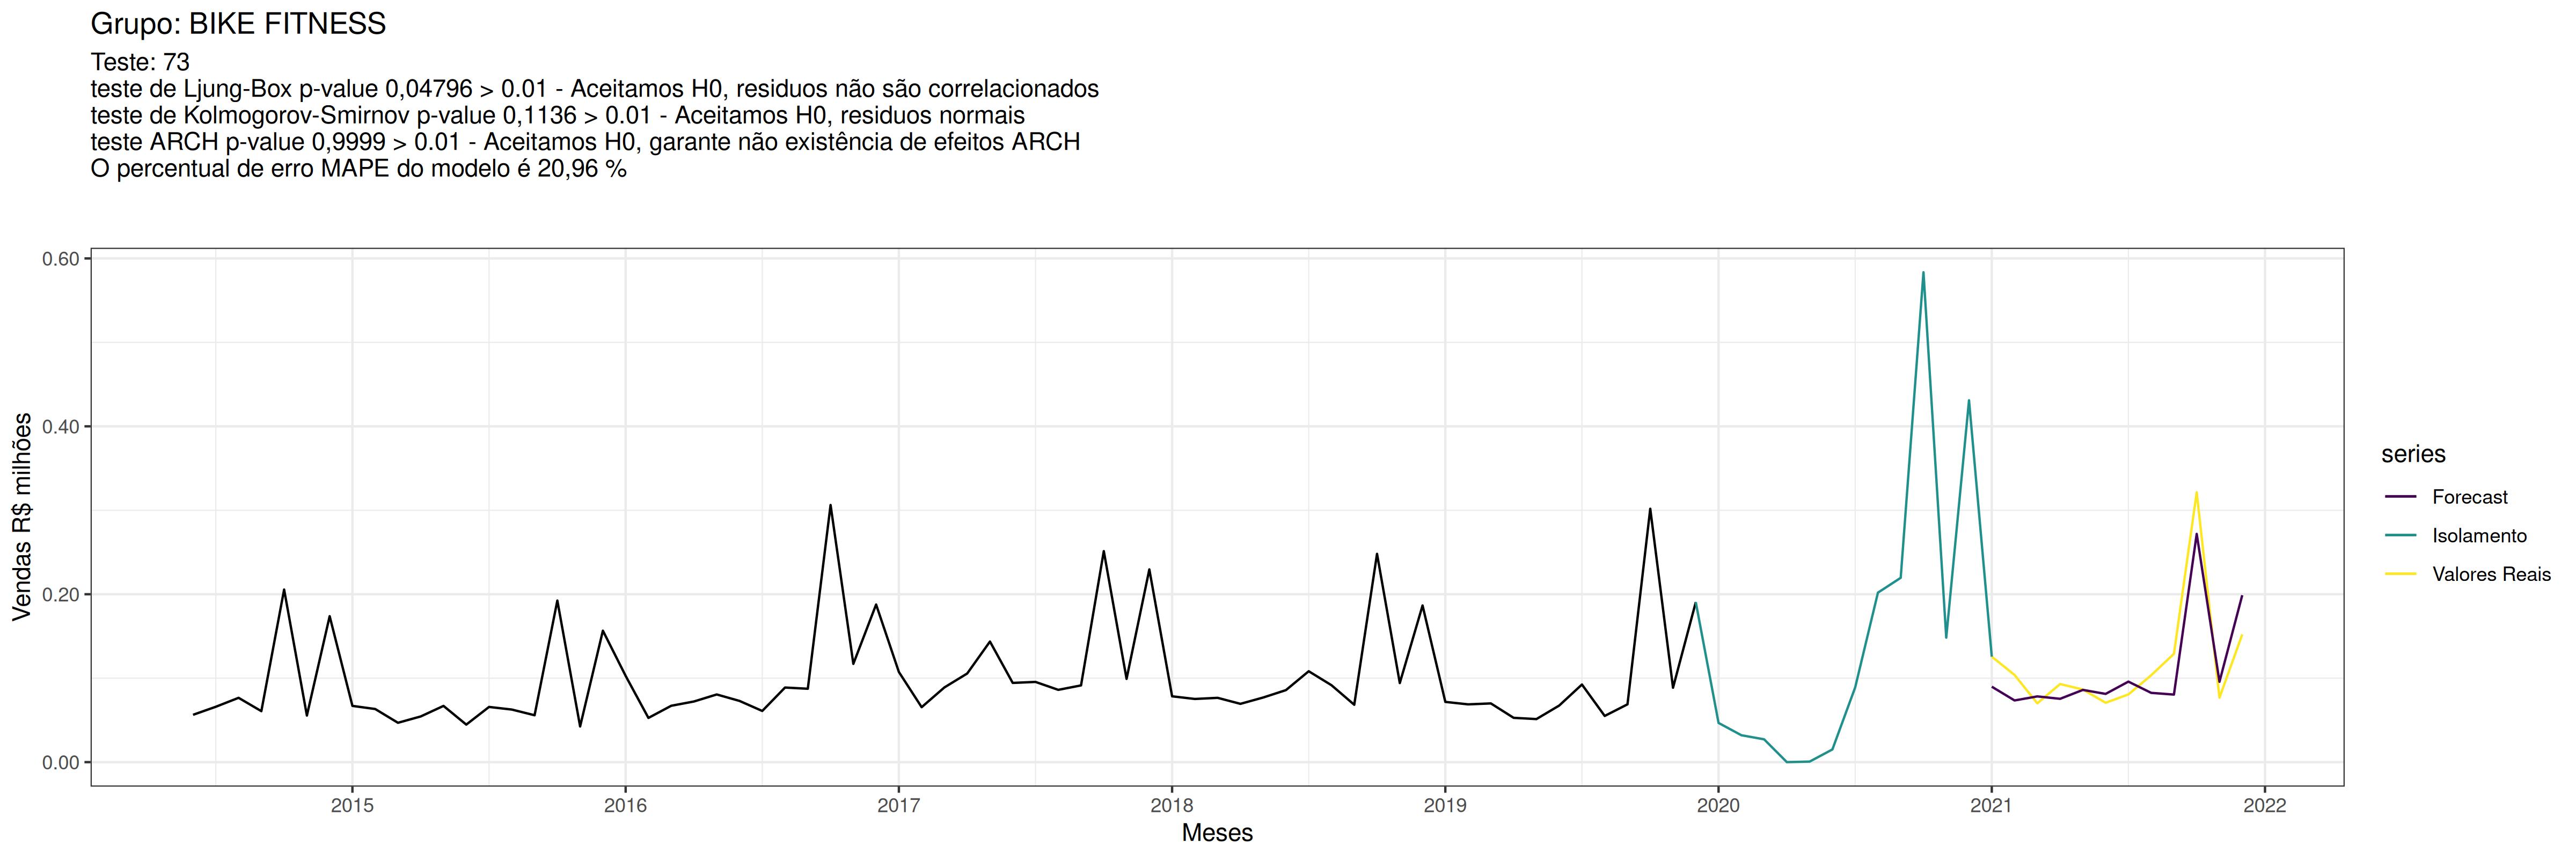 Grupo: BIKE FITNESS
Teste: 73
teste de Ljung-Box p-value 0,04796 > 0.01 - Aceitamos H0, residuos não são correlacionados
teste de Kolmogorov-Smirnov p-value 0,1136 > 0.01 - Aceitamos H0, residuos normais
teste ARCH p-value 0,9999 > 0.01 - Aceitamos H0, garante não existência de efeitos ARCH
O percentual de erro MAPE do modelo é 20,96 %
Vendas R$ milhões
0.60
0.40
0.20
0.00
2015 2016 2017 2018 2019 2020 2021 2022
Meses
series
Forecast
Isolamento
Valores Reais